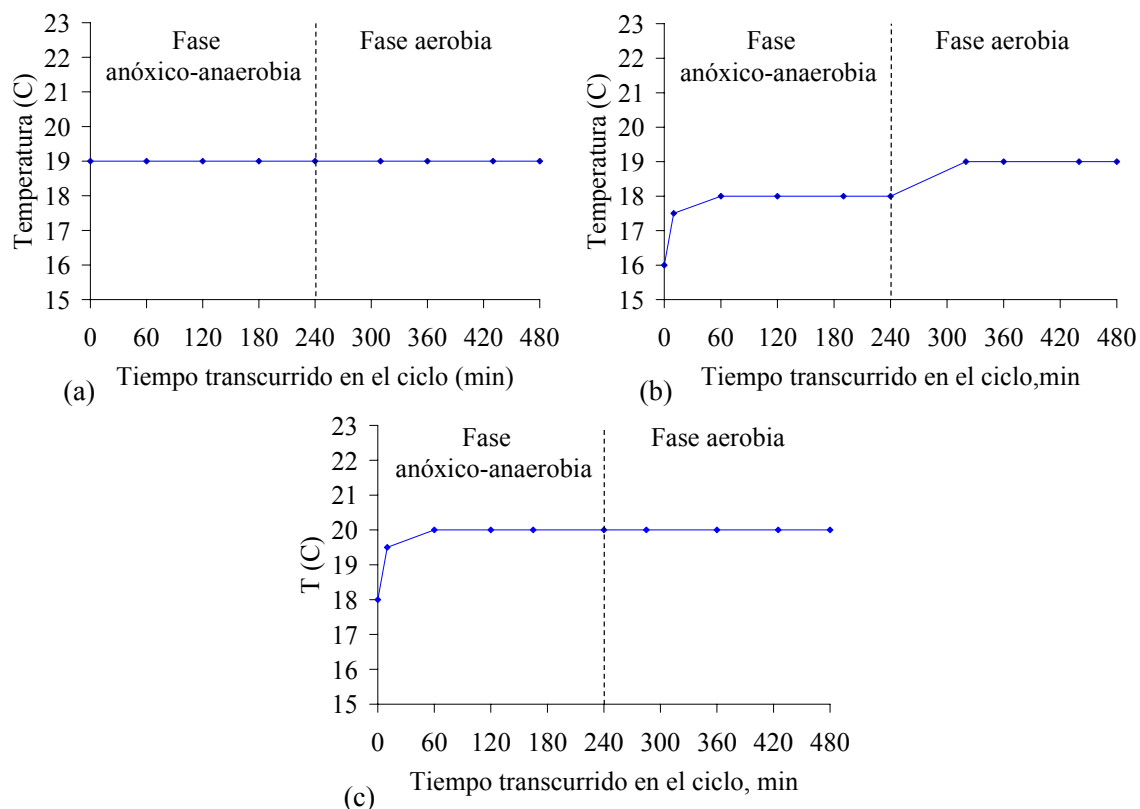 23
22
21
20
19
18
17
16
15
Temperatura (C)
Fase
anóxico-anaerobia
Fase aerobia
0 60 120 180 240 300 360 420 480
Tiempo transcurrido en el ciclo (min)
(a)
23
22
21
20
19
18
17
16
15
Temperatura (C)
Fase
anóxico-anaerobia
Fase aerobia
0 60 120 180 240 300 360 420 480
Tiempo transcurrido en el ciclo,min
(b)
23
22
21
20
19
18
17
16
15
T (C)
Fase
anóxico-anaerobia
Fase aerobia
0 60 120 180 240 300 360 420 480
Tiempo transcurrido en el ciclo, min
(c)